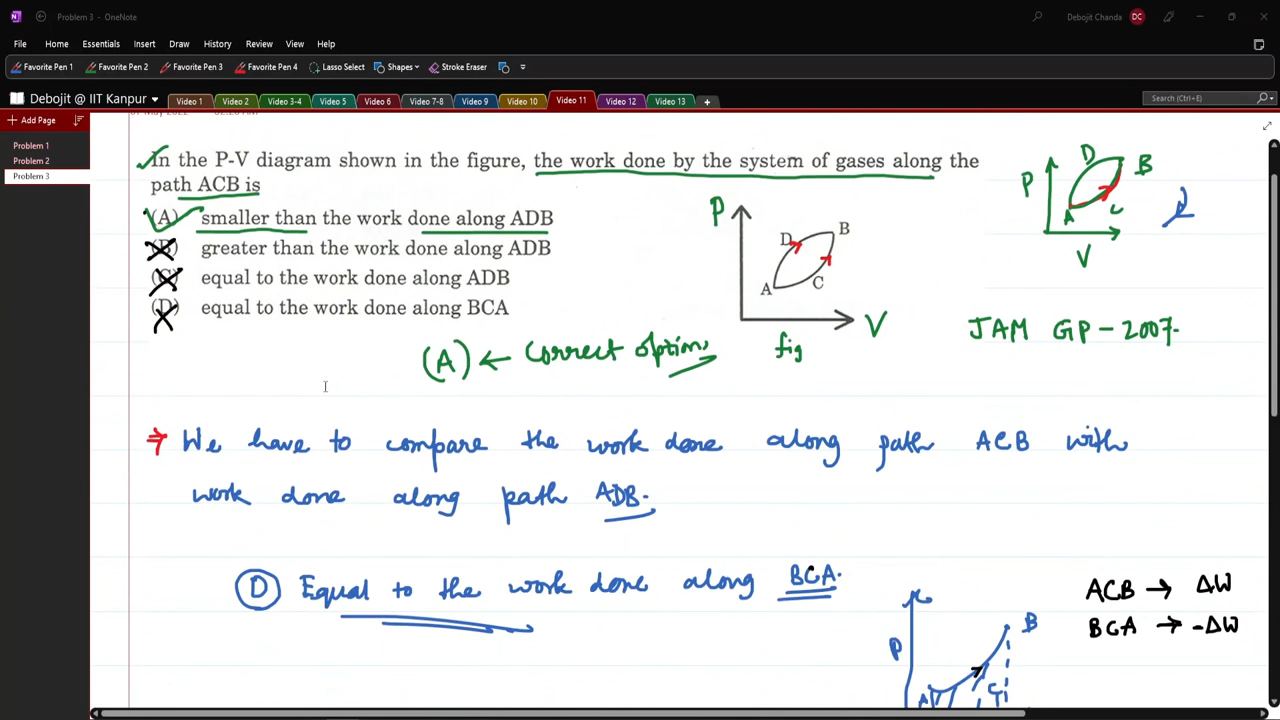 Problem 3 - OneNote
Debojit Chanda DC
File Home Essentials Insert Draw History Review View Help
Favorite Pen 1 Favorite Pen 2 Favorite Pen 3 Favorite Pen 4 Lasso Select Shapes Stroke Eraser
Debojit @ IIT Kanpur Video 1 Video 2 Video 3-4 Video 5 Video 6 Video 7-8 Video 9 Video 10 Video 11 Video 12 Video 13 Search (Ctrl+E)
Add Page
Problem 1
Problem 2
Problem 3
In the P-V diagram shown in the figure, the work done by the system of gases along the
path ACB is
(A) smaller than the work done along ADB
(B) greater than the work done along ADB
(C) equal to the work done along ADB
(D) equal to the work done along BCA
P
D
B
A
C
V
fig
P
D
B
A
C
V
JAM GP - 2007.
(A) ← Correct option
⇒ We have to compare the work done along path ACB with
work done along path ADB.
D Equal to the work done along BCA.
ACB → ΔW
BCA → -ΔW
P
B
A
C